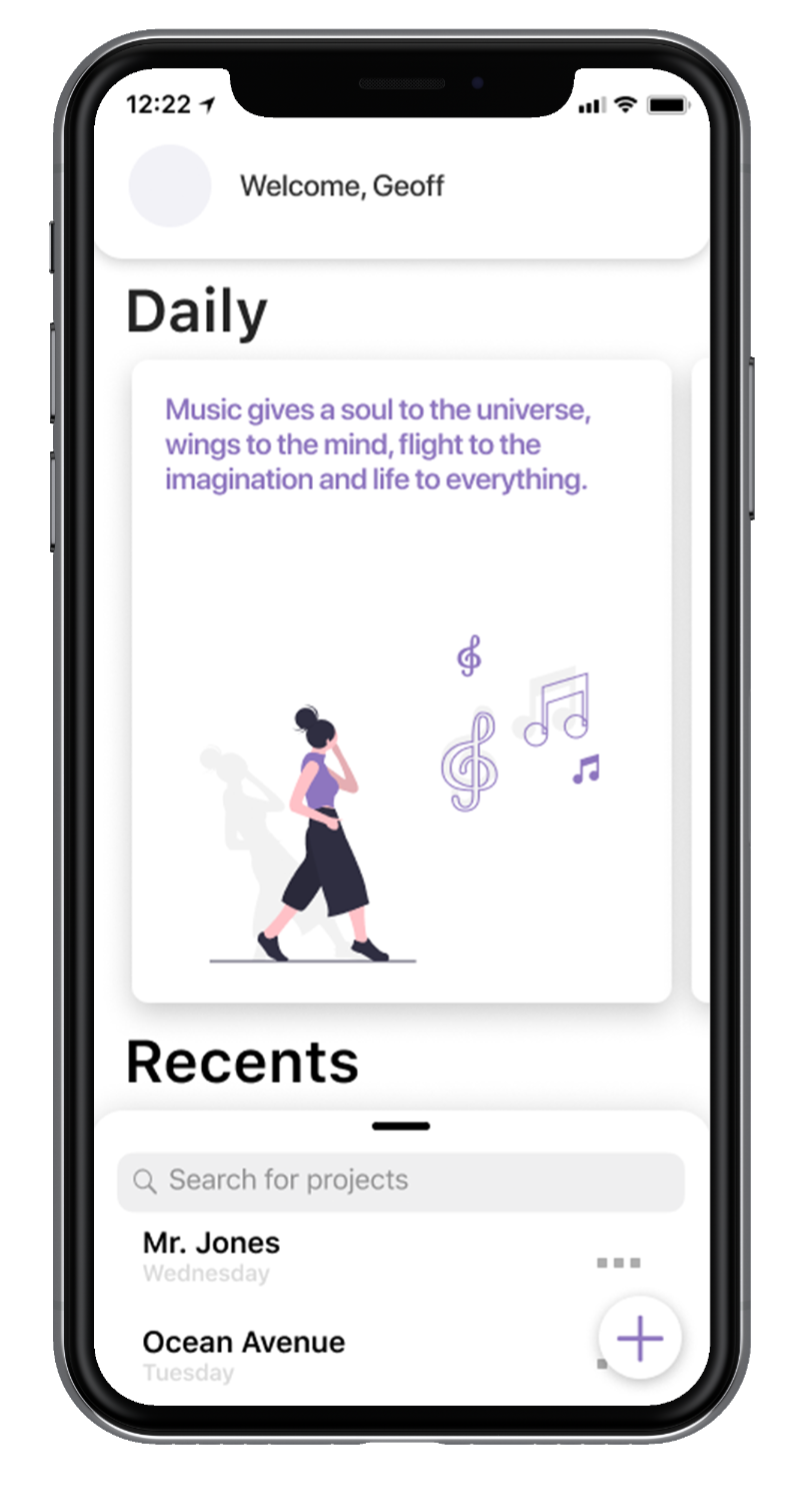 12:22
Welcome, Geoff
Daily
Music gives a soul to the universe,
wings to the mind, flight to the
imagination and life to everything.
Recents
Search for projects
Mr. Jones
Wednesday
Ocean Avenue
Tuesday